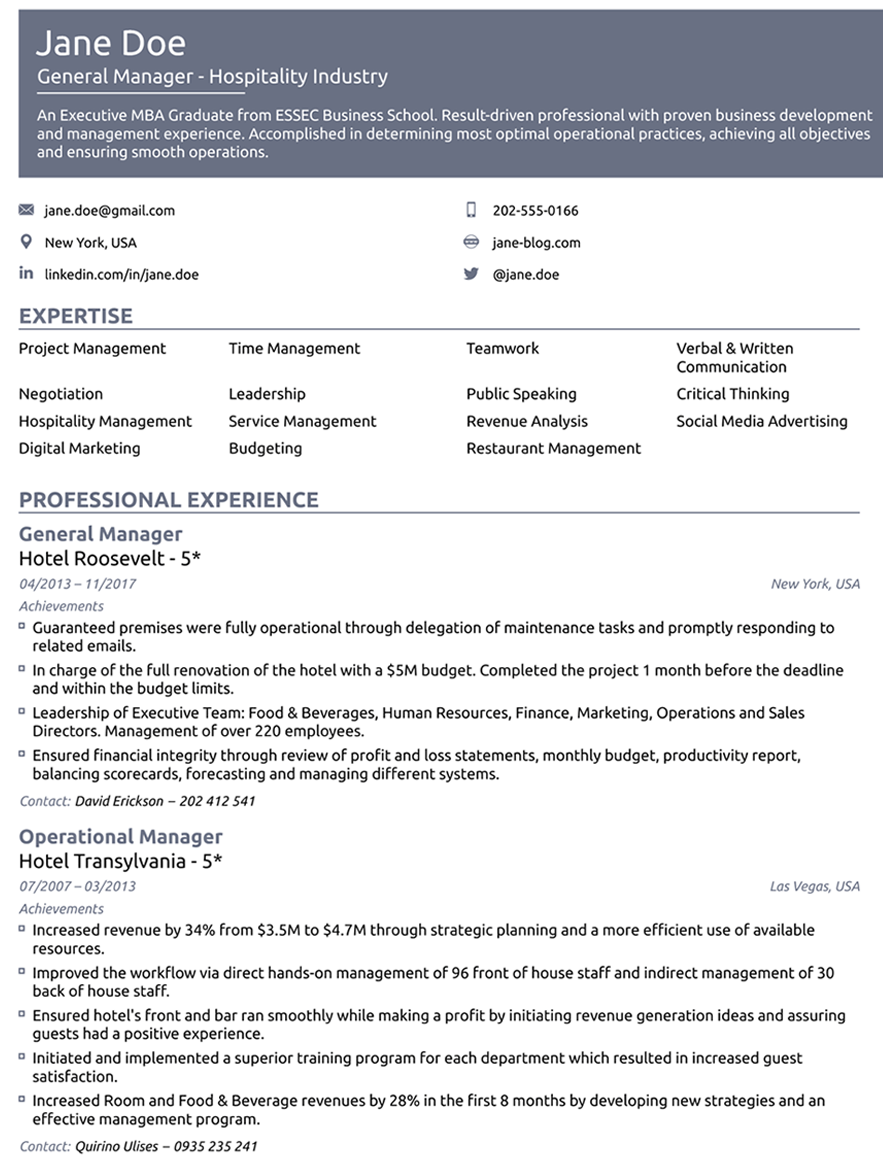 Jane Doe
General Manager - Hospitality Industry
An Executive MBA Graduate from ESSEC Business School. Result-driven professional with proven business development
and management experience. Accomplished in determining most optimal operational practices, achieving all objectives
and ensuring smooth operations.
jane.doe@gmail.com 202-555-0166
New York, USA jane-blog.com
in linkedin.com/in/jane.doe @jane.doe
EXPERTISE
Project Management Time Management Teamwork Verbal & Written
Communication
Negotiation Leadership Public Speaking Critical Thinking
Hospitality Management Service Management Revenue Analysis Social Media Advertising
Digital Marketing Budgeting Restaurant Management
PROFESSIONAL EXPERIENCE
General Manager
Hotel Roosevelt - 5*
04/2013 – 11/2017 New York, USA
Achievements
Guaranteed premises were fully operational through delegation of maintenance tasks and promptly responding to
related emails.
In charge of the full renovation of the hotel with a $5M budget. Completed the project 1 month before the deadline
and within the budget limits.
Leadership of Executive Team: Food & Beverages, Human Resources, Finance, Marketing, Operations and Sales
Directors. Management of over 220 employees.
Ensured financial integrity through review of profit and loss statements, monthly budget, productivity report,
balancing scorecards, forecasting and managing different systems.
Contact: David Erickson – 202 412 541
Operational Manager
Hotel Transylvania - 5*
07/2007 – 03/2013 Las Vegas, USA
Achievements
Increased revenue by 34% from $3.5M to $4.7M through strategic planning and a more efficient use of available
resources.
Improved the workflow via direct hands-on management of 96 front of house staff and indirect management of 30
back of house staff.
Ensured hotel's front and bar ran smoothly while making a profit by initiating revenue generation ideas and assuring
guests had a positive experience.
Initiated and implemented a superior training program for each department which resulted in increased guest
satisfaction.
Increased Room and Food & Beverage revenues by 28% in the first 8 months by developing new strategies and an
effective management program.
Contact: Quirino Ulises – 0935 235 241